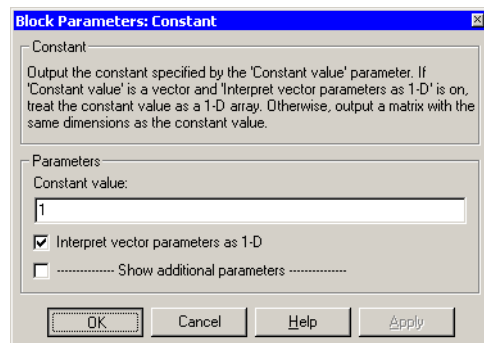 Block Parameters: Constant
Constant
Output the constant specified by the 'Constant value' parameter. If
'Constant value' is a vector and 'Interpret vector parameters as 1-D' is on,
treat the constant value as a 1-D array. Otherwise, output a matrix with the
same dimensions as the constant value.
Parameters
Constant value:
1
Interpret vector parameters as 1-D
-------------- Show additional parameters --------------
OK Cancel Help Apply